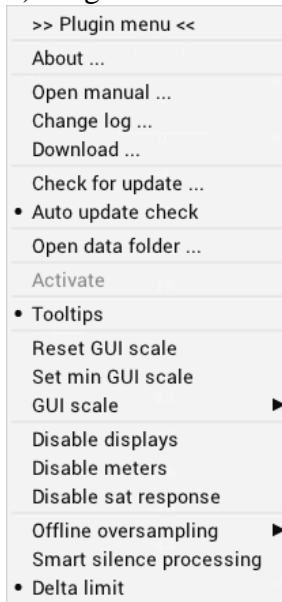 >> Plugin menu <<
About ...
Open manual ...
Change log ...
Download ...
Check for update ...
• Auto update check
Open data folder ...
Activate
• Tooltips
Reset GUI scale
Set min GUI scale
GUI scale ▶
Disable displays
Disable meters
Disable sat response
Offline oversampling ▶
Smart silence processing
• Delta limit